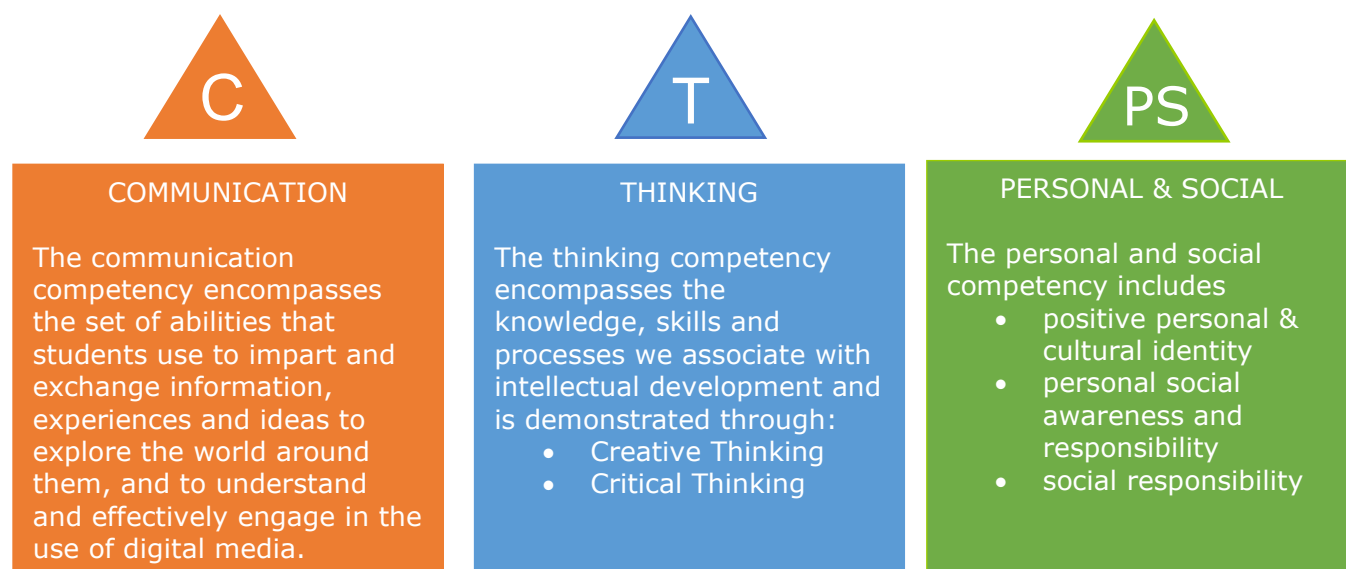 C
COMMUNICATION
The communication
competency encompasses
the set of abilities that
students use to impart and
exchange information,
experiences and ideas to
explore the world around
them, and to understand
and effectively engage in the
use of digital media.
T
THINKING
The thinking competency
encompasses the
knowledge, skills and
processes we associate with
intellectual development and
is demonstrated through:
• Creative Thinking
• Critical Thinking
PS
PERSONAL & SOCIAL
The personal and social
competency includes
• positive personal &
cultural identity
• personal social
awareness and
responsibility
• social responsibility